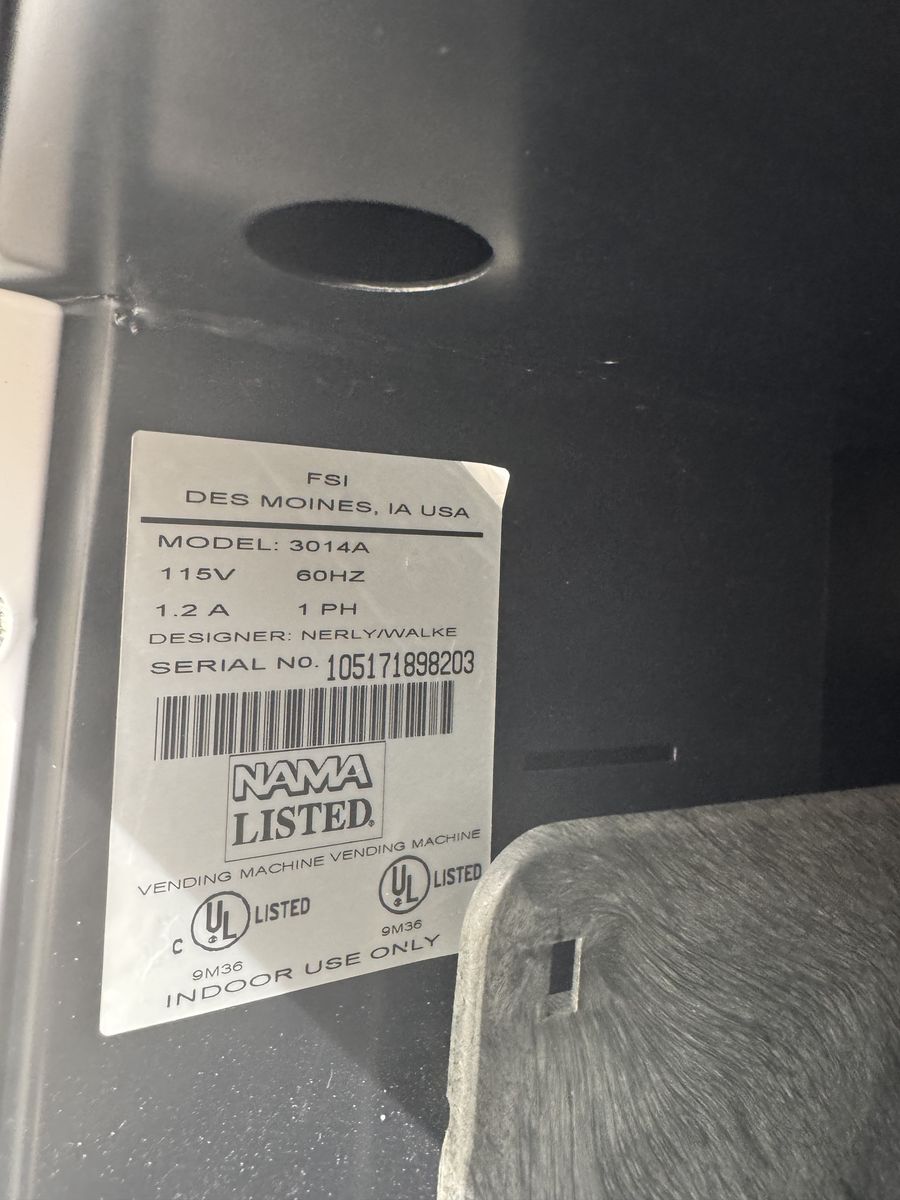 FSI
DES MOINES, IA USA
MODEL: 3014A
115V 60HZ
1.2 A 1 PH
DESIGNER: NERLY/WALKE
SERIAL NO. 105171898203
NAMA
LISTED®
VENDING MACHINE VENDING MACHINE
C UL LISTED UL LISTED
9M36 9M36
INDOOR USE ONLY